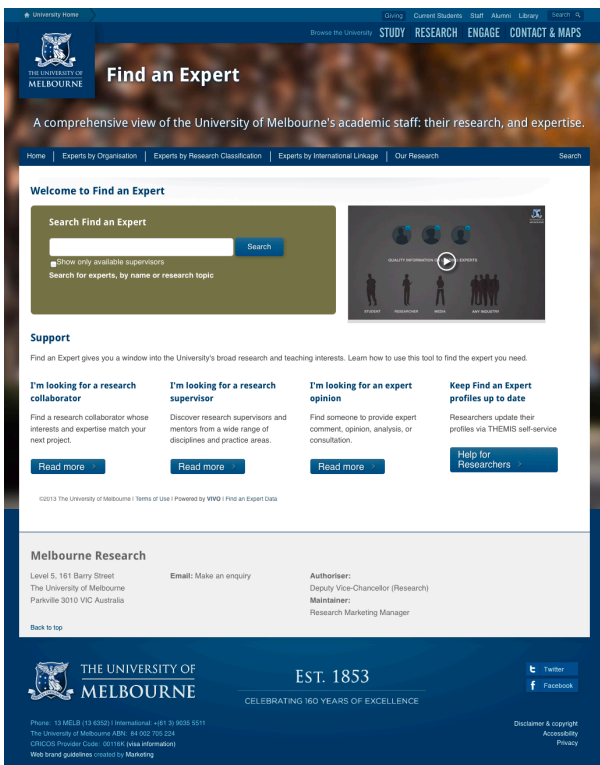 University Home
Giving Current Students Staff Alumni Library Search
Browse the University STUDY RESEARCH ENGAGE CONTACT & MAPS
THE UNIVERSITY OF
MELBOURNE
Find an Expert
A comprehensive view of the University of Melbourne's academic staff: their research, and expertise.
Home Experts by Organisation Experts by Research Classification Experts by International Linkage Our Research Search
Welcome to Find an Expert
Search Find an Expert
Search
Show only available supervisors
Search for experts, by name or research topic
QUALITY INFORMATION EXPERTS
STUDENT RESEARCHER MEDIA ANY INDUSTRY
Support
Find an Expert gives you a window into the University's broad research and teaching interests. Learn how to use this tool to find the expert you need.
I'm looking for a research
collaborator
Find a research collaborator whose
interests and expertise match your
next project.
Read more
I'm looking for a research
supervisor
Discover research supervisors and
mentors from a wide range of
disciplines and practice areas.
Read more
I'm looking for an expert
opinion
Find someone to provide expert
comment, opinion, analysis, or
consultation.
Read more
Keep Find an Expert
profiles up to date
Researchers update their
profiles via THEMIS self-service
Help for
Researchers
©2013 The University of Melbourne | Terms of Use | Powered by VIVO | Find an Expert Data
Melbourne Research
Level 5, 161 Barry Street
The University of Melbourne
Parkville 3010 VIC Australia
Email: Make an enquiry
Authoriser:
Deputy Vice-Chancellor (Research)
Maintainer:
Research Marketing Manager
Back to top
THE UNIVERSITY OF
MELBOURNE
EST. 1853
CELEBRATING 160 YEARS OF EXCELLENCE
Twitter
Facebook
Phone: 13 MELB (13 6352) | International: +(61 3) 9035 5511
The University of Melbourne ABN: 84 002 705 224
CRICOS Provider Code: 00116K (visa information)
Web brand guidelines created by Marketing
Disclaimer & copyright
Accessibility
Privacy